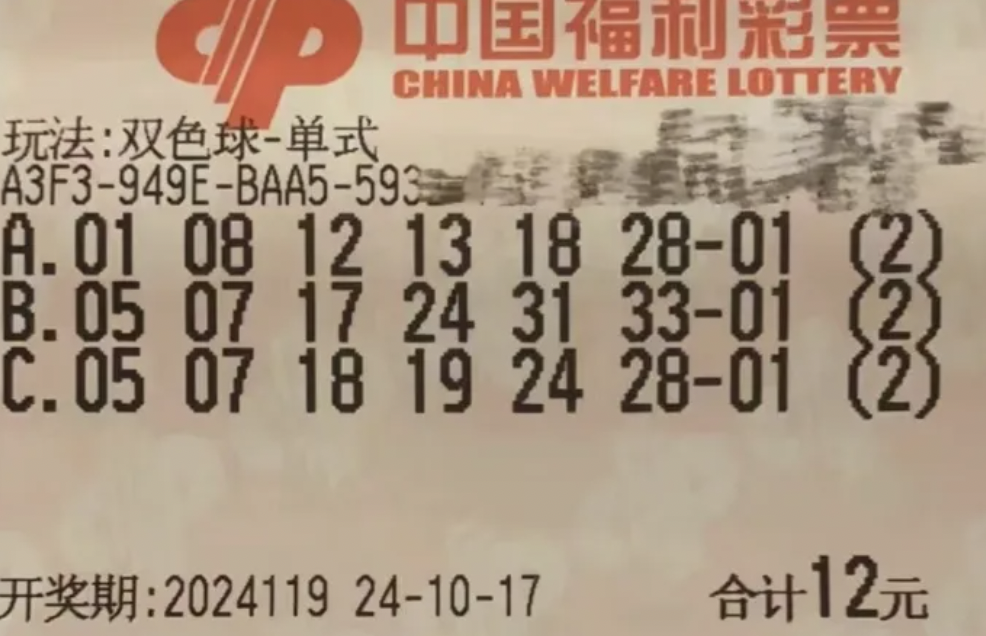 中国福利彩票
CHINA WELFARE LOTTERY
玩法:双色球-单式
A3F3-949E-BAA5-593
A.01 08 12 13 18 28-01 (2)
B.05 07 17 24 31 33-01 (2)
C.05 07 18 19 24 28-01 (2)
开奖期:2024119 24-10-17 合计12元